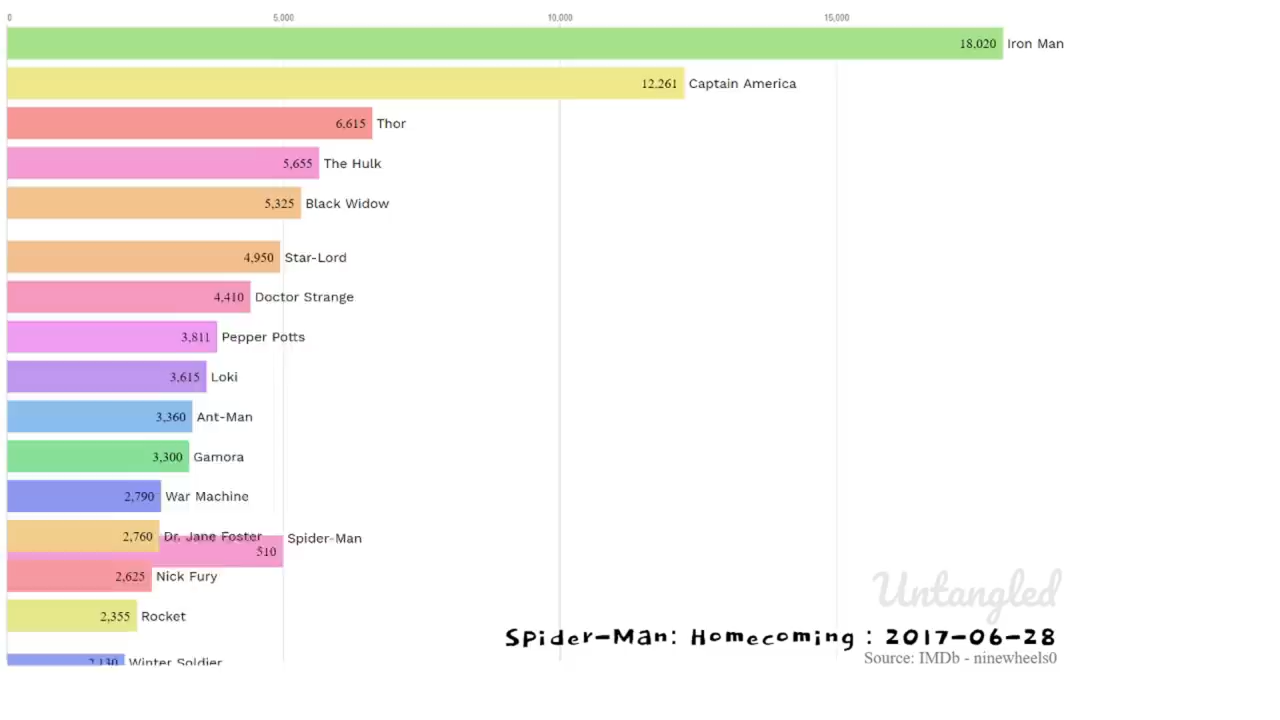 0 5,000 10,000 15,000
18,020 Iron Man
12,261 Captain America
6,615 Thor
5,655 The Hulk
5,325 Black Widow
4,950 Star-Lord
4,410 Doctor Strange
3,811 Pepper Potts
3,615 Loki
3,360 Ant-Man
3,300 Gamora
2,790 War Machine
2,760 Dr. Jane Foster
510 Spider-Man
2,625 Nick Fury
2,355 Rocket
2,130 Winter Soldier
Untangled
Spider-Man: Homecoming : 2017-06-28
Source: IMDb - ninewheels0